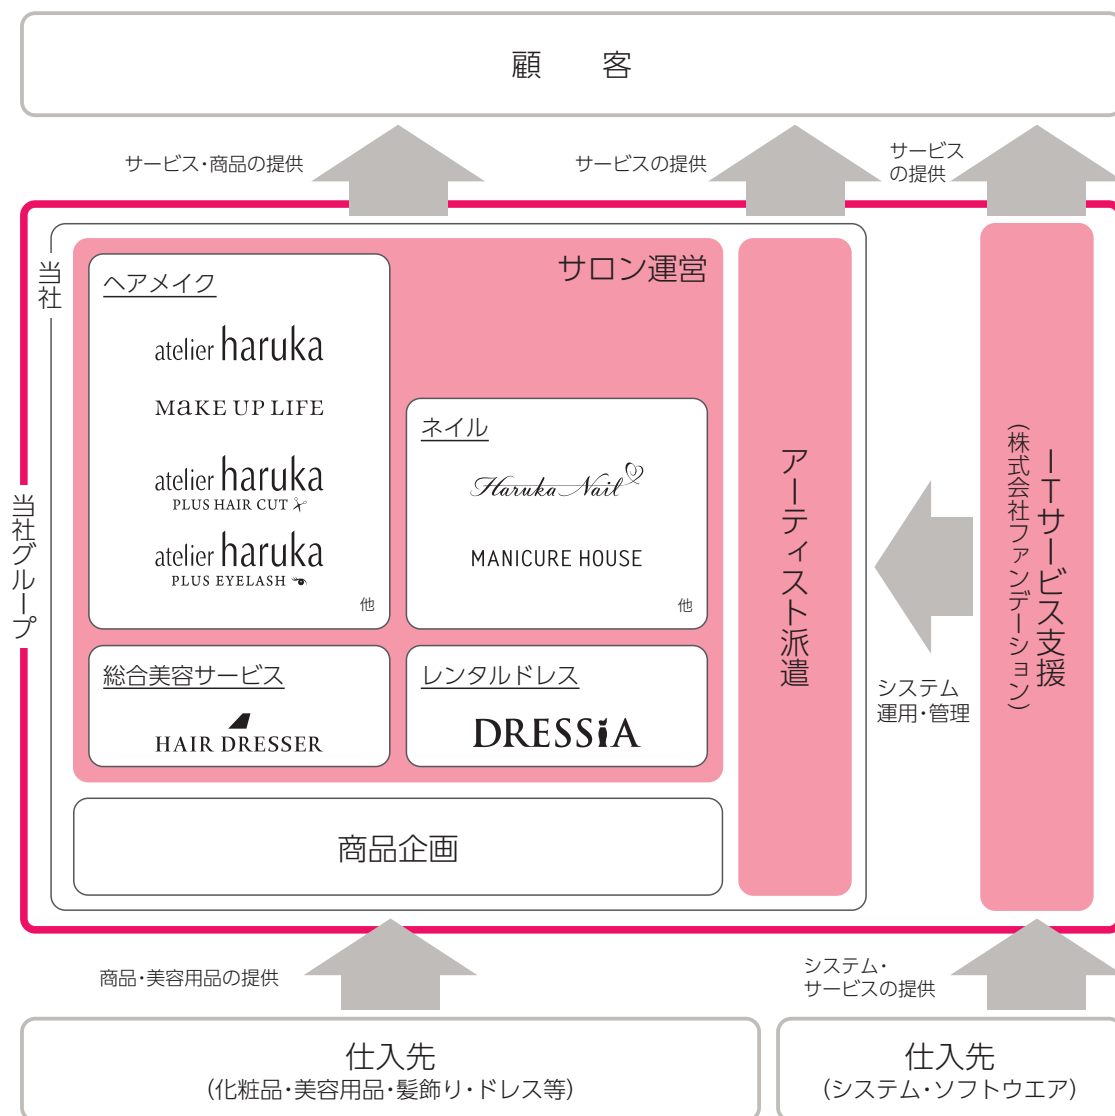 顧　客
サービス・商品の提供
サービスの提供
サービス
の提供
当社グループ
当社
サロン運営
ヘアメイク
atelier haruka
MaKE UP LIFE
atelier haruka
PLUS HAIR CUT
atelier haruka
PLUS EYELASH
他
ネイル
Haruka Nail
MANICURE HOUSE
他
総合美容サービス
HAIR DRESSER
レンタルドレス
DRESSiA
商品企画
アーティスト派遣
システム
運用・管理
ITサービス支援
（株式会社ファンデーション）
商品・美容用品の提供
システム・
サービスの提供
仕入先
（化粧品・美容用品・髪飾り・ドレス等）
仕入先
（システム・ソフトウエア）